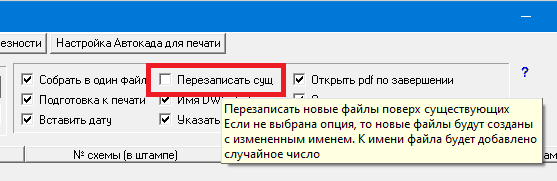 езности
Настройка Автокада для печати
Собрать в один файл
Перезаписать сущ
Открыть pdf по завершении
?
Подготовка к печати
Имя DW
Вставить дату
Указать
Перезаписать новые файлы поверх существующих
Если не выбрана опция, то новые файлы будут созданы
с измененным именем. К имени файла будет добавлено
случайное число
№ схемы (в штампе)